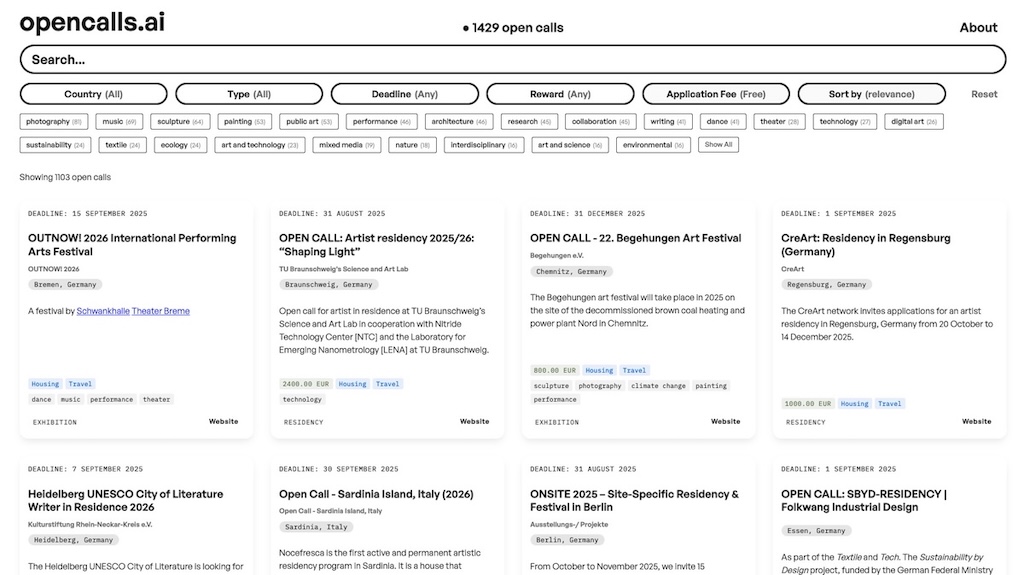 opencalls.ai
• 1429 open calls
About
Search...
Country (All)
Type (All)
Deadline (Any)
Reward (Any)
Application Fee (Free)
Sort by (relevance)
Reset
photography (81)
music (69)
sculpture (64)
painting (53)
public art (53)
performance (46)
architecture (46)
research (45)
collaboration (45)
writing (41)
dance (41)
theater (28)
technology (27)
digital art (26)
sustainability (24)
textile (24)
ecology (24)
art and technology (23)
mixed media (19)
nature (18)
interdisciplinary (16)
art and science (16)
environmental (16)
Show All
Showing 1103 open calls
DEADLINE: 15 SEPTEMBER 2025
OUTNOW! 2026 International Performing
Arts Festival
OUTNOW! 2026
Bremen, Germany
A festival by Schwankhalle Theater Breme
Housing
Travel
dance
music
performance
theater
EXHIBITION
Website
DEADLINE: 31 AUGUST 2025
OPEN CALL: Artist residency 2025/26:
“Shaping Light”
TU Braunschweig's Science and Art Lab
Braunschweig, Germany
Open call for artist in residence at TU Braunschweig's
Science and Art Lab in cooperation with Nitride
Technology Center [NTC] and the Laboratory for
Emerging Nanometrology [LENA] at TU Braunschweig.
2400.00 EUR
Housing
Travel
technology
RESIDENCY
Website
DEADLINE: 31 DECEMBER 2025
OPEN CALL - 22. Begehungen Art Festival
Begehungen e.V.
Chemnitz, Germany
The Begehungen art festival will take place in 2025 on
the site of the decommissioned brown coal heating and
power plant Nord in Chemnitz.
800.00 EUR
Housing
Travel
sculpture
photography
climate change
painting
performance
EXHIBITION
Website
DEADLINE: 1 SEPTEMBER 2025
CreArt: Residency in Regensburg
(Germany)
CreArt
Regensburg, Germany
The CreArt network invites applications for an artist
residency in Regensburg, Germany from 20 October to
14 December 2025.
1000.00 EUR
Housing
Travel
RESIDENCY
Website
DEADLINE: 7 SEPTEMBER 2025
Heidelberg UNESCO City of Literature
Writer in Residence 2026
Kulturstiftung Rhein-Neckar-Kreis e.V.
Heidelberg, Germany
The Heidelberg UNESCO City of Literature is looking for
DEADLINE: 30 SEPTEMBER 2025
Open Call - Sardinia Island, Italy (2026)
Open Call - Sardinia Island, Italy
Sardinia, Italy
Nocefresca is the first active and permanent artistic
residency program in Sardinia. It is a house that
DEADLINE: 31 AUGUST 2025
ONSITE 2025 – Site-Specific Residency &
Festival in Berlin
Ausstellungs-/ Projekte
Berlin, Germany
From October to November 2025, we invite 15
DEADLINE: 1 SEPTEMBER 2025
OPEN CALL: SBYD-RESIDENCY |
Folkwang Industrial Design
Essen, Germany
As part of the Textile and Tech. The Sustainability by
Design project, funded by the German Federal Ministry